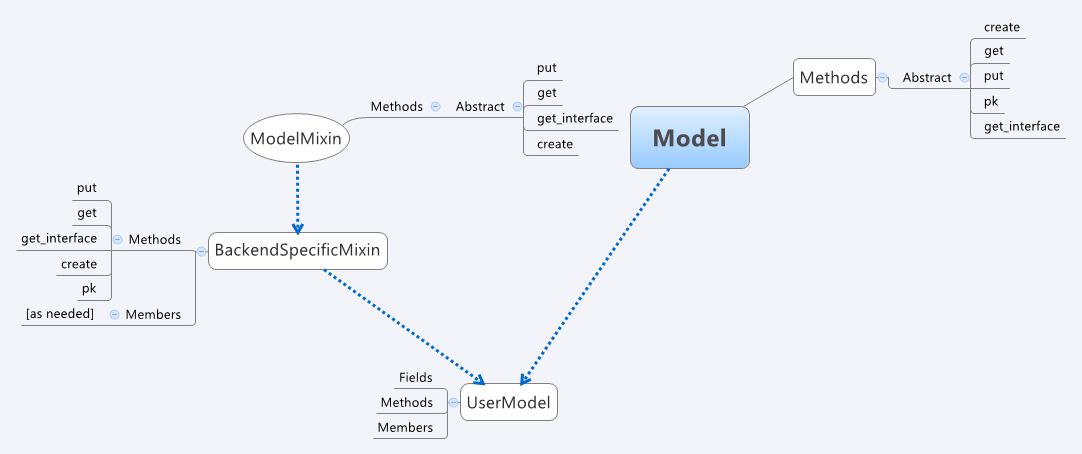 create
get
Methods
Abstract
put
pk
get_interface
put
get
Methods
Abstract
get_interface
create
ModelMixin
Model
put
get
get_interface
Methods
create
pk
[as needed]
Members
BackendSpecificMixin
Fields
Methods
Members
UserModel